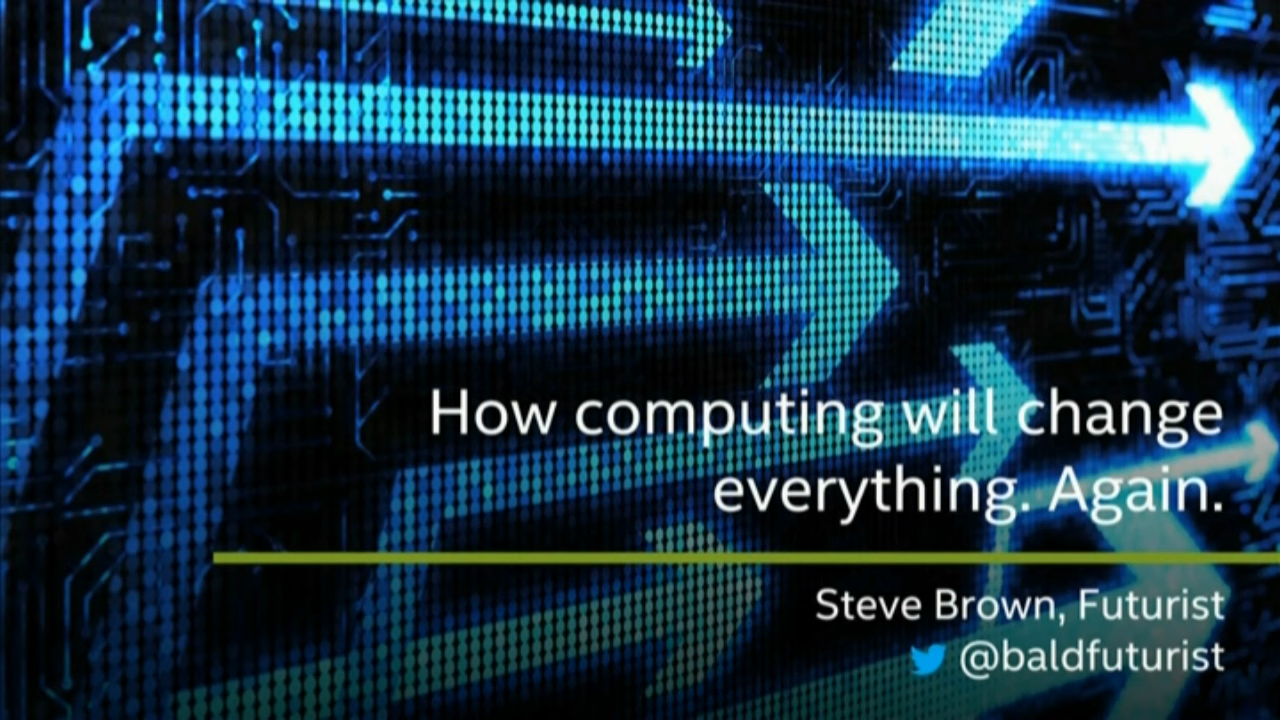 How computing will change
everything. Again.
Steve Brown, Futurist
@baldfuturist